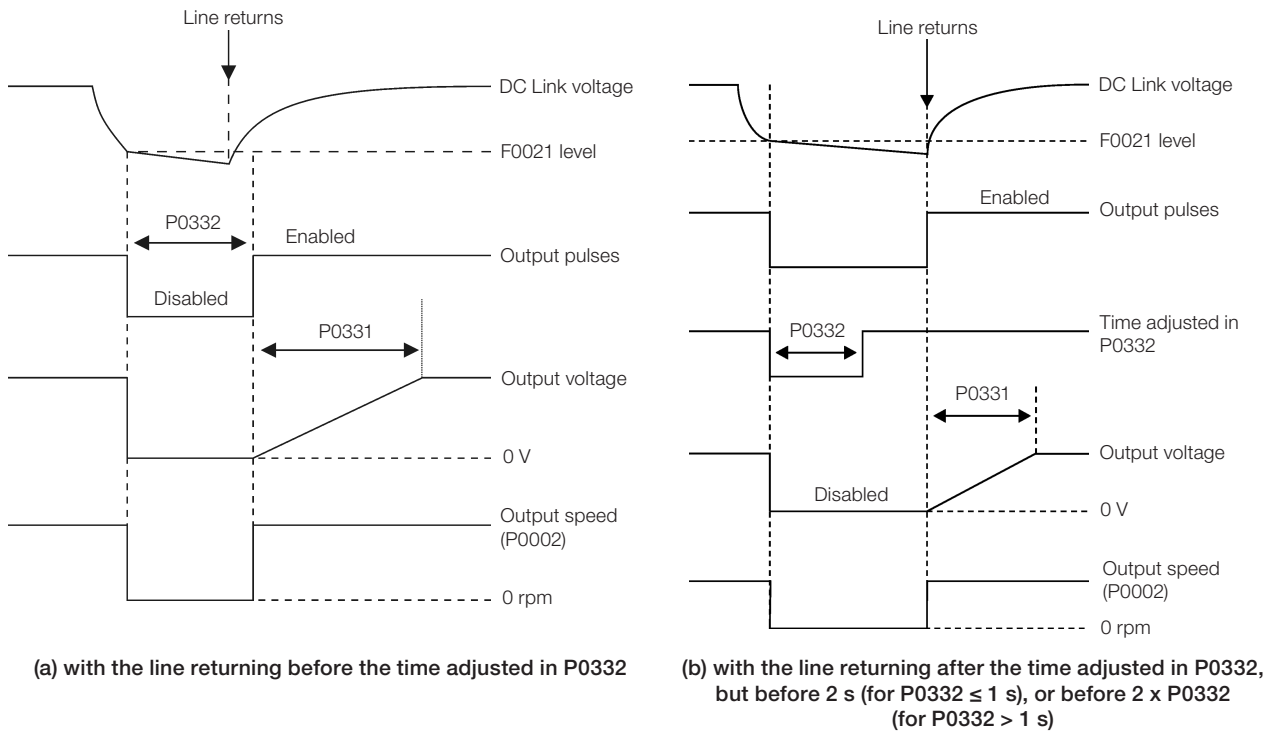 Line returns
DC Link voltage
F0021 level
P0332
Enabled
Output pulses
Disabled
P0331
Output voltage
0 V
Output speed
(P0002)
0 rpm
(a) with the line returning before the time adjusted in P0332
Line returns
DC Link voltage
F0021 level
Enabled
Output pulses
P0332
Time adjusted in
P0332
P0331
Output voltage
Disabled
0 V
Output speed
(P0002)
0 rpm
(b) with the line returning after the time adjusted in P0332,
but before 2 s (for P0332 ≤ 1 s), or before 2 x P0332
(for P0332 > 1 s)